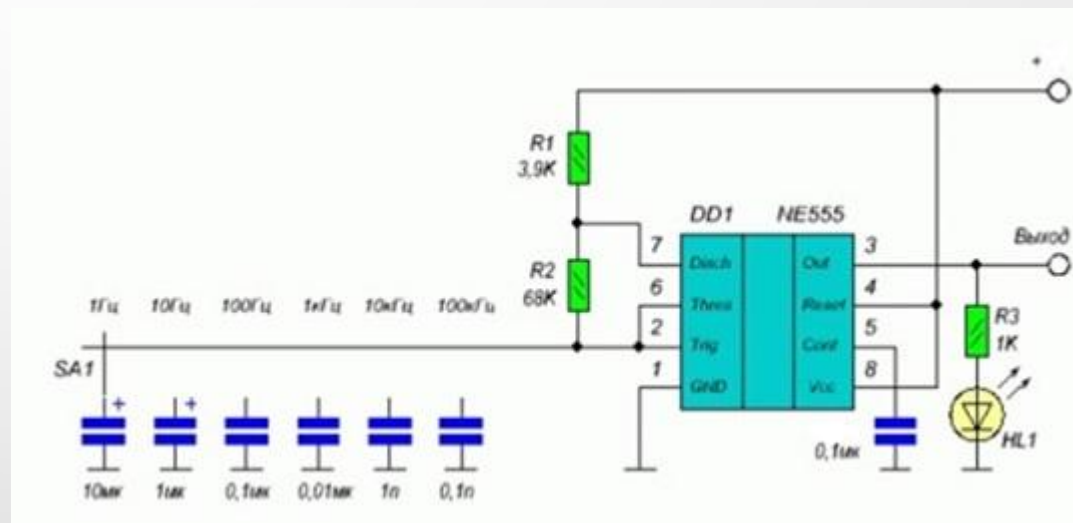 +
R1
3,9K
DD1 NE555
7
Disch
Out
3
Выход
R2
68K
6
Thres
Reset
4
1Гц 10Гц 100Гц 1кГц 10кГц 100кГц
2
Trig
Cont
5
R3
1K
SA1
1
GND
Vcc
8
+ +
0,1мк
HL1
10мк 1мк 0,1мк 0,01мк 1n 0,1n